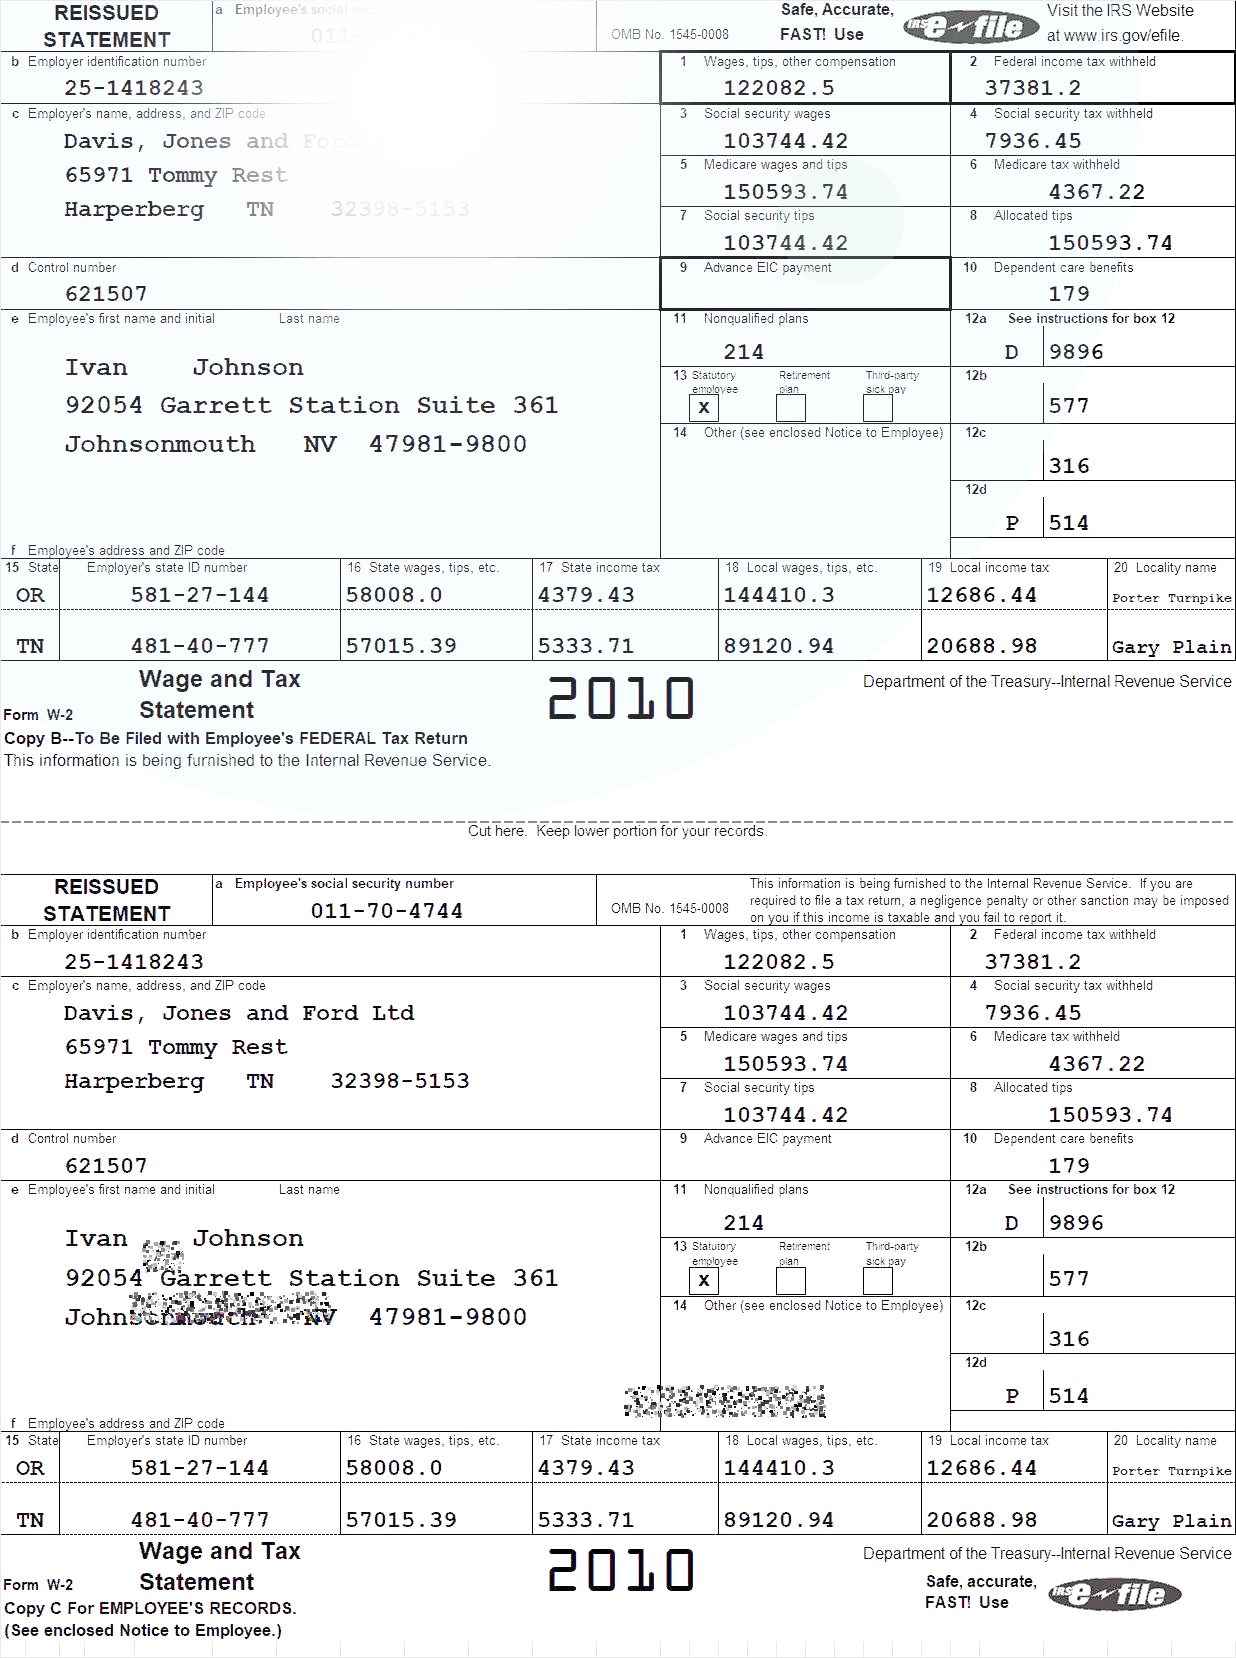 REISSUED STATEMENT
a Employee's social security number
011-70-4744
OMB No. 1545-0008
Safe, Accurate, FAST! Use
IRS e-file
Visit the IRS Website at www.irs.gov/efile.
b Employer identification number
25-1418243
1 Wages, tips, other compensation
122082.5
2 Federal income tax withheld
37381.2
c Employer's name, address, and ZIP code
Davis, Jones and Ford
65971 Tommy Rest
Harperberg TN 32398-5153
3 Social security wages
103744.42
4 Social security tax withheld
7936.45
5 Medicare wages and tips
150593.74
6 Medicare tax withheld
4367.22
7 Social security tips
103744.42
8 Allocated tips
150593.74
d Control number
621507
9 Advance EIC payment
10 Dependent care benefits
179
e Employee's first name and initial Last name
Ivan Johnson
92054 Garrett Station Suite 361
Johnsonmouth NV 47981-9800
11 Nonqualified plans
214
12a See instructions for box 12
D 9896
13 Statutory employee Retirement plan Third-party sick pay
X
12b
577
14 Other (see enclosed Notice to Employee)
12c
316
12d
P 514
f Employee's address and ZIP code
15 State Employer's state ID number 16 State wages, tips, etc. 17 State income tax 18 Local wages, tips, etc. 19 Local income tax 20 Locality name
OR 581-27-144 58008.0 4379.43 144410.3 12686.44 Porter Turnpike
TN 481-40-777 57015.39 5333.71 89120.94 20688.98 Gary Plain
Form W-2 Wage and Tax Statement 2010 Department of the Treasury--Internal Revenue Service
Copy B--To Be Filed with Employee's FEDERAL Tax Return
This information is being furnished to the Internal Revenue Service.
Cut here. Keep lower portion for your records.
REISSUED STATEMENT
a Employee's social security number
011-70-4744
OMB No. 1545-0008
This information is being furnished to the Internal Revenue Service. If you are
required to file a tax return, a negligence penalty or other sanction may be imposed
on you if this income is taxable and you fail to report it.
b Employer identification number
25-1418243
1 Wages, tips, other compensation
122082.5
2 Federal income tax withheld
37381.2
c Employer's name, address, and ZIP code
Davis, Jones and Ford Ltd
65971 Tommy Rest
Harperberg TN 32398-5153
3 Social security wages
103744.42
4 Social security tax withheld
7936.45
5 Medicare wages and tips
150593.74
6 Medicare tax withheld
4367.22
7 Social security tips
103744.42
8 Allocated tips
150593.74
d Control number
621507
9 Advance EIC payment
10 Dependent care benefits
179
e Employee's first name and initial Last name
Ivan Johnson
92054 Garrett Station Suite 361
Johnsonmouth NV 47981-9800
11 Nonqualified plans
214
12a See instructions for box 12
D 9896
13 Statutory employee Retirement plan Third-party sick pay
X
12b
577
14 Other (see enclosed Notice to Employee)
12c
316
12d
P 514
f Employee's address and ZIP code
15 State Employer's state ID number 16 State wages, tips, etc. 17 State income tax 18 Local wages, tips, etc. 19 Local income tax 20 Locality name
OR 581-27-144 58008.0 4379.43 144410.3 12686.44 Porter Turnpike
TN 481-40-777 57015.39 5333.71 89120.94 20688.98 Gary Plain
Form W-2 Wage and Tax Statement 2010 Department of the Treasury--Internal Revenue Service
Copy C For EMPLOYEE'S RECORDS.
(See enclosed Notice to Employee.)
Safe, accurate, FAST! Use
IRS e-file